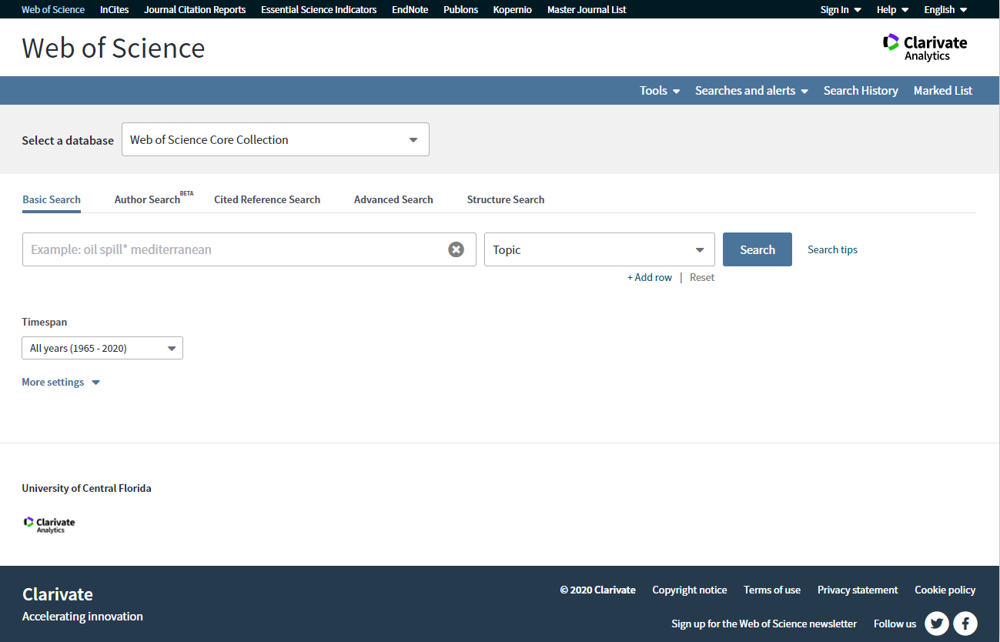 Web of Science InCites Journal Citation Reports Essential Science Indicators EndNote Publons Kopernio Master Journal List Sign In Help English
Web of Science
Clarivate
Analytics
Tools Searches and alerts Search History Marked List
Select a database Web of Science Core Collection
Basic Search Author Search BETA Cited Reference Search Advanced Search Structure Search
Example: oil spill* mediterranean Topic Search Search tips
+ Add row | Reset
Timespan
All years (1965 - 2020)
More settings
University of Central Florida
Clarivate
Analytics
Clarivate
Accelerating innovation
© 2020 Clarivate Copyright notice Terms of use Privacy statement Cookie policy
Sign up for the Web of Science newsletter Follow us